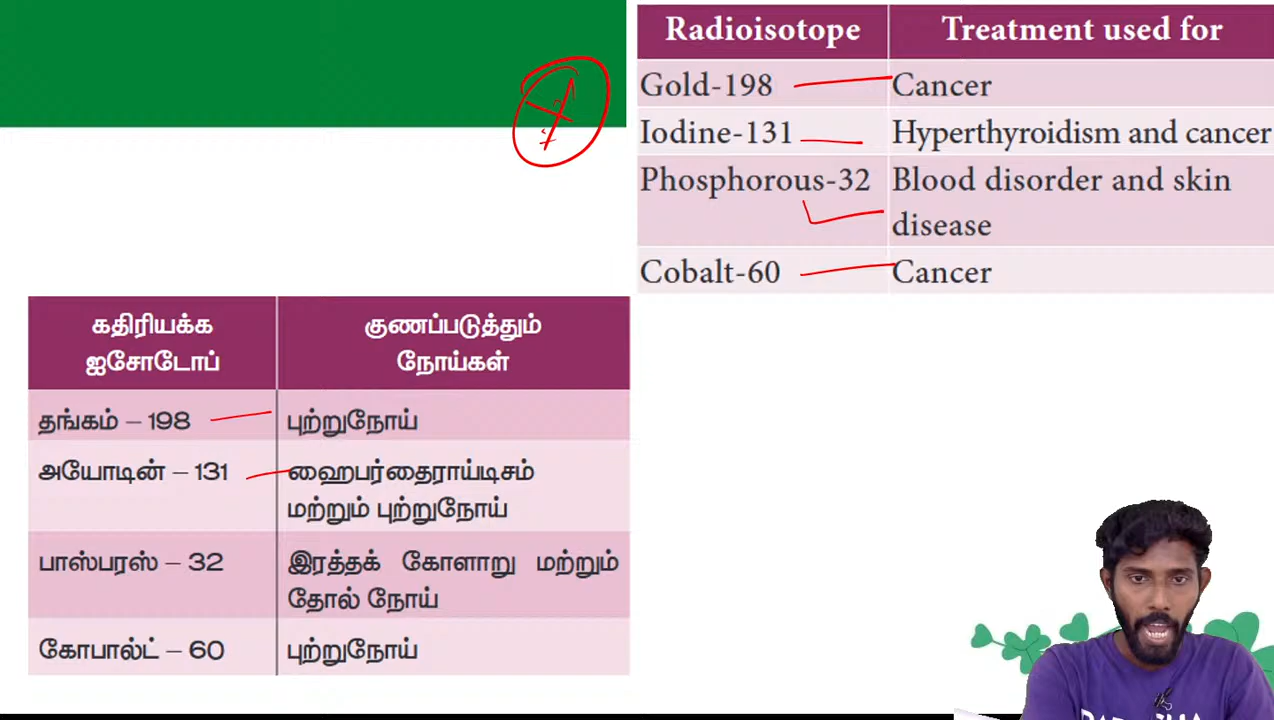 Radioisotope Treatment used for
Gold-198 Cancer
Iodine-131 Hyperthyroidism and cancer
Phosphorous-32 Blood disorder and skin
disease
Cobalt-60 Cancer
கதிரியக்க குணப்படுத்தும்
ஐசோடோப் நோய்கள்
தங்கம் – 198 புற்றுநோய்
அயோடின் – 131 ஹைபர்தைராய்டிசம்
மற்றும் புற்றுநோய்
பாஸ்பரஸ் – 32 இரத்தக் கோளாறு மற்றும்
தோல் நோய்
கோபால்ட் – 60 புற்றுநோய்